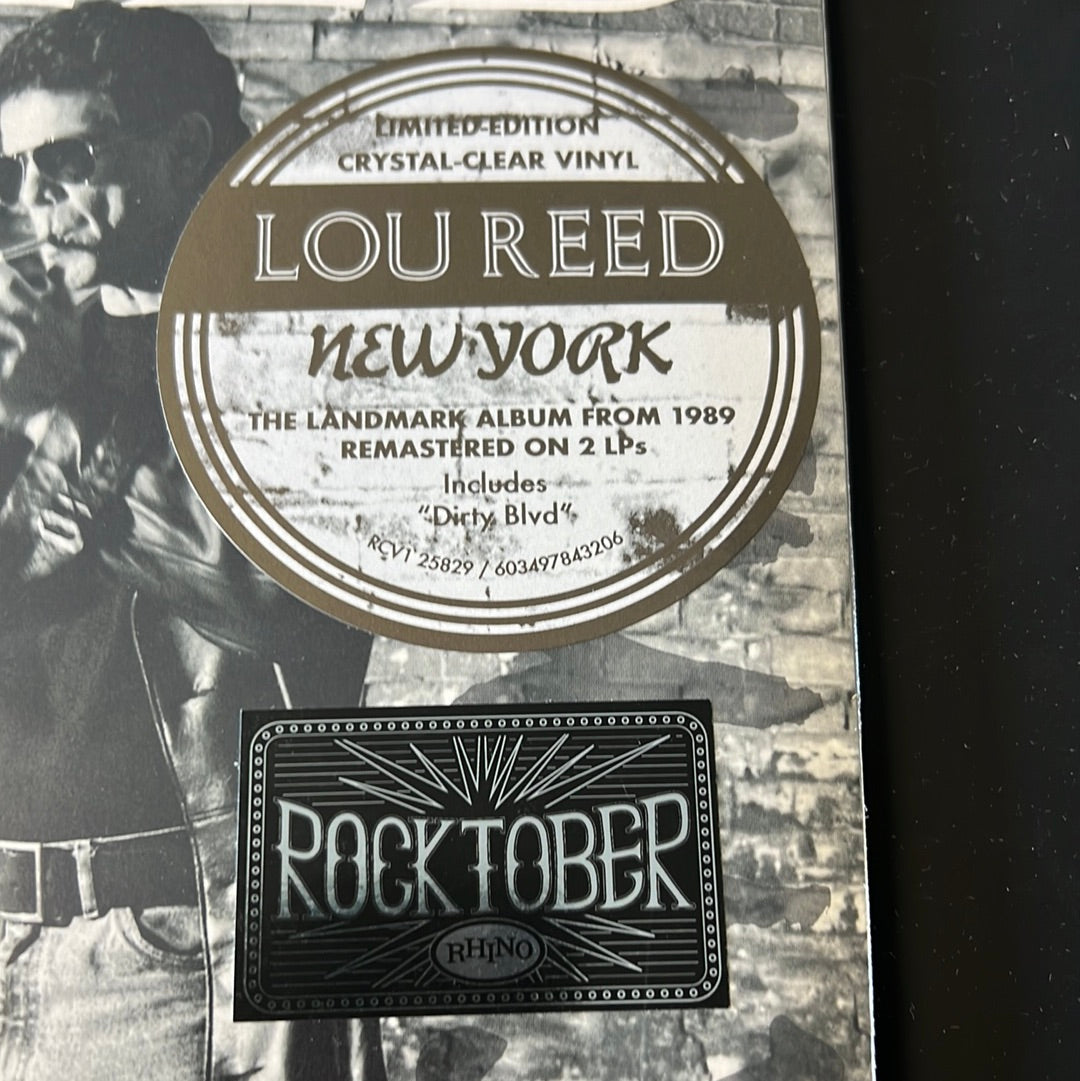 LIMITED-EDITION
CRYSTAL-CLEAR VINYL
LOU REED
NEW YORK
THE LANDMARK ALBUM FROM 1989
REMASTERED ON 2 LPs
Includes
“Dirty Blvd“
RCV1 25829 / 603497843206
ROCKTOBER
RHINO